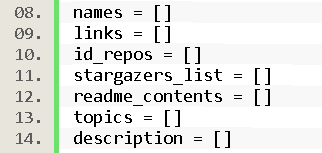 08. names = []
09. links = []
10. id_repos = []
11. stargazers_list = []
12. readme_contents = []
13. topics = []
14. description = []